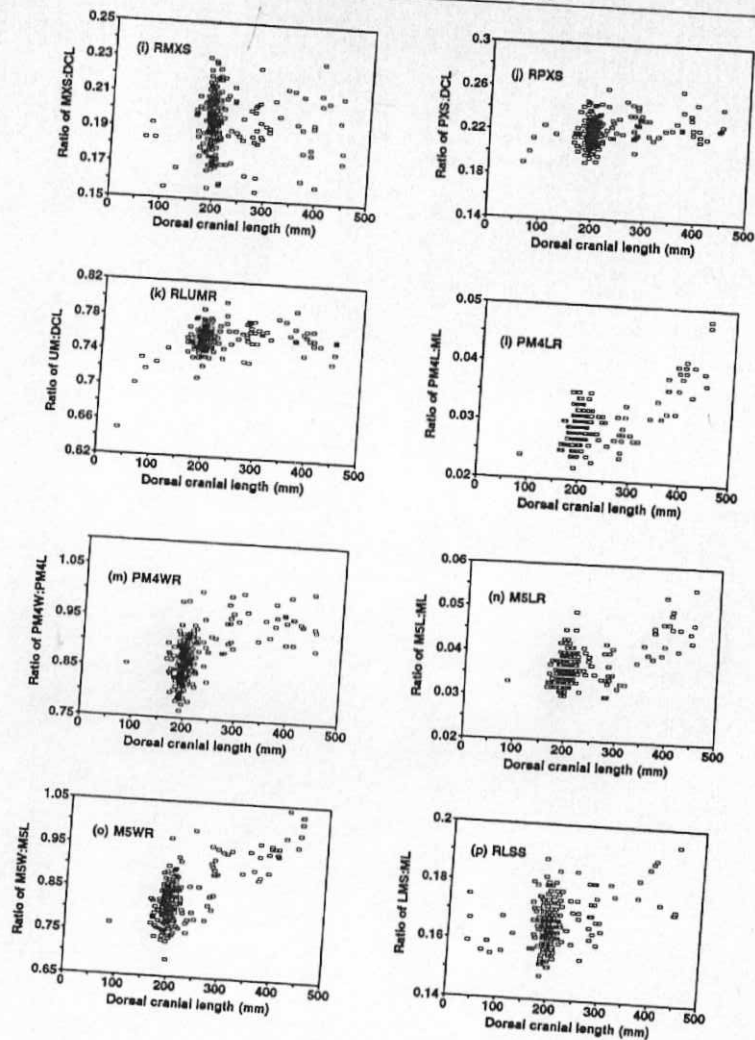 0.25
0.23
0.21
0.19
0.17
0.15
Ratio of MXS:DCL
(i) RMXS
0 100 200 300 400 500
Dorsal cranial length (mm)
0.3
0.26
0.22
0.18
0.14
Ratio of PXS:DCL
(j) RPXS
0 100 200 300 400 500
Dorsal cranial length (mm)
0.82
0.78
0.74
0.7
0.66
0.62
Ratio of UM:DCL
(k) RLUMR
0 100 200 300 400 500
Dorsal cranial length (mm)
0.05
0.04
0.03
0.02
Ratio of PM4L:ML
(l) PM4LR
0 100 200 300 400 500
Dorsal cranial length (mm)
1.05
0.95
0.85
0.75
Ratio of PM4W:PM4L
(m) PM4WR
0 100 200 300 400 500
Dorsal cranial length (mm)
0.06
0.05
0.04
0.03
0.02
Ratio of M5L:ML
(n) M5LR
0 100 200 300 400 500
Dorsal cranial length (mm)
1.05
0.95
0.85
0.75
0.65
Ratio of M5W:M5L
(o) M5WR
0 100 200 300 400 500
Dorsal cranial length (mm)
0.2
0.18
0.16
0.14
Ratio of LMS:ML
(p) RLSS
0 100 200 300 400 500
Dorsal cranial length (mm)